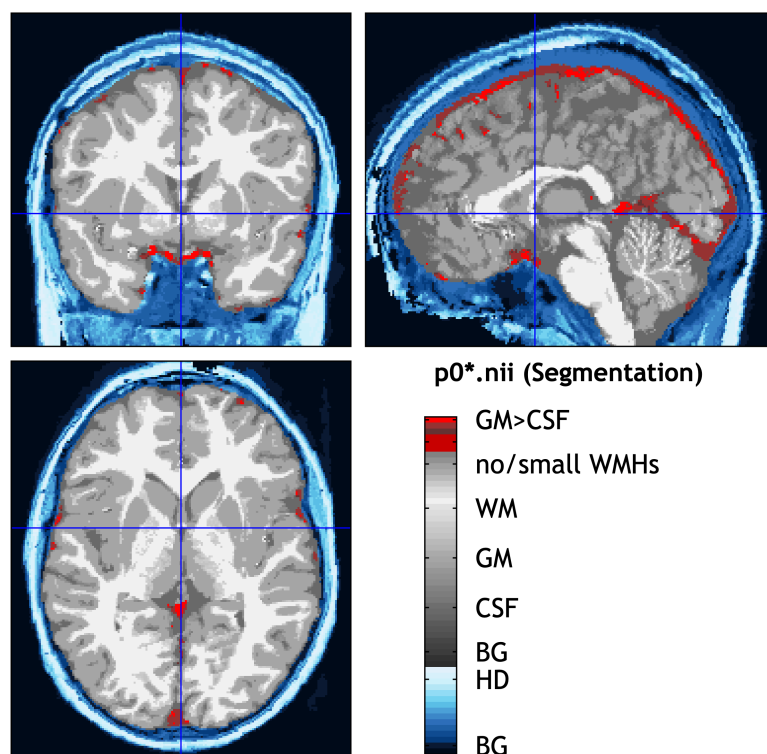 p0*.nii (Segmentation)
GM>CSF
no/small WMHs
WM
GM
CSF
BG
HD
BG